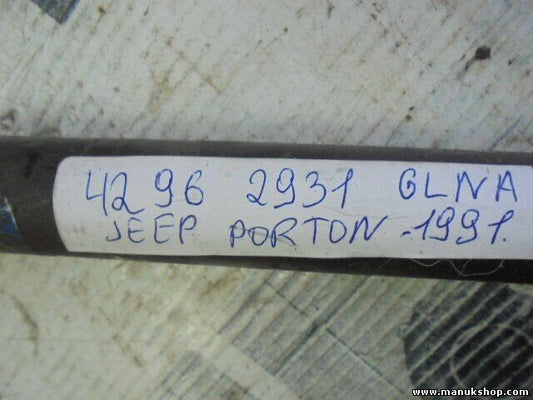 4296 2931 GLNA
JEEP PORTON -1991.
www.manukshop.com